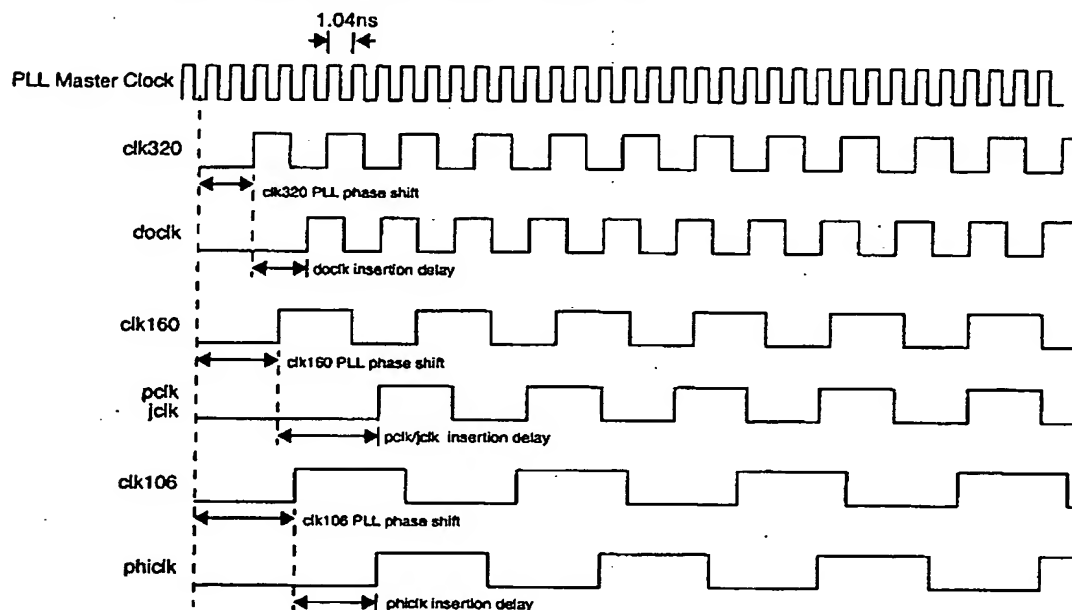 1.04ns
PLL Master Clock
clk320
clk320 PLL phase shift
doclk
doclk insertion delay
clk160
clk160 PLL phase shift
pclk
jclk
pclk/jclk insertion delay
clk106
clk106 PLL phase shift
phiclk
phiclk insertion delay